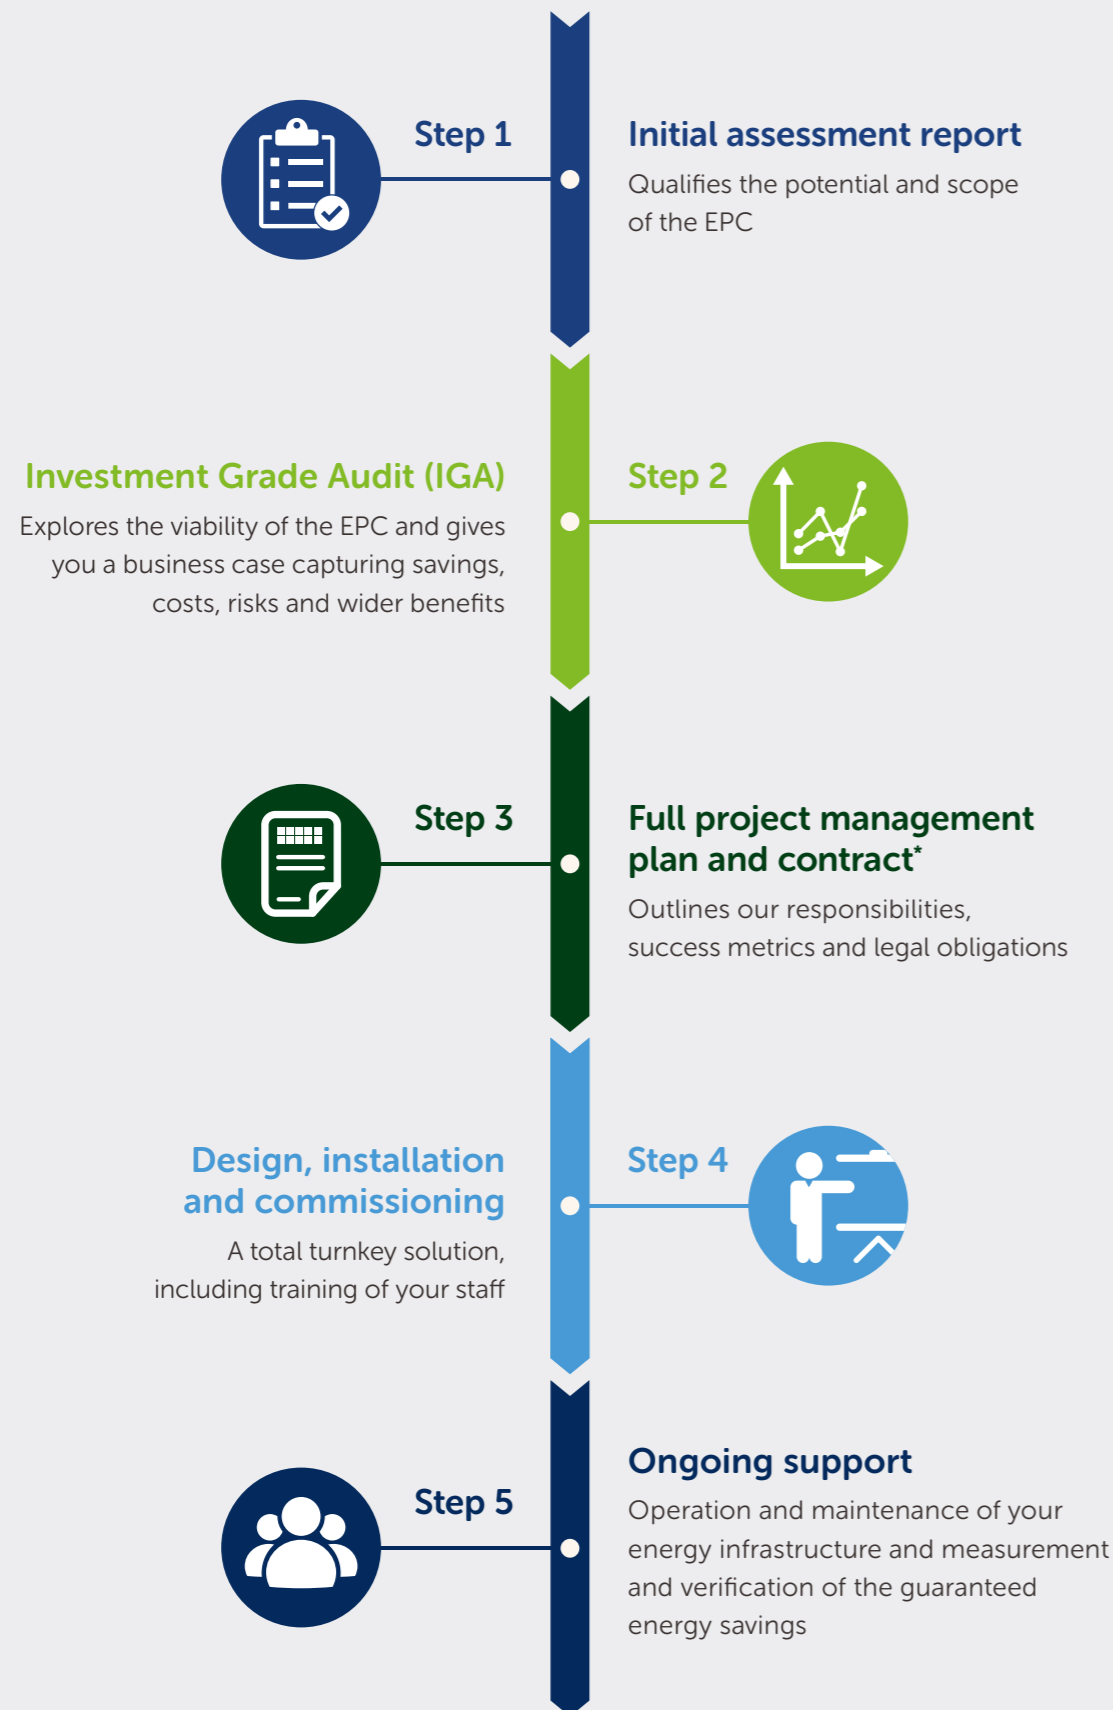 Step 1
Initial assessment report
Qualifies the potential and scope
of the EPC
Investment Grade Audit (IGA)
Explores the viability of the EPC and gives
you a business case capturing savings,
costs, risks and wider benefits
Step 2
Step 3
Full project management
plan and contract*
Outlines our responsibilities,
success metrics and legal obligations
Design, installation
and commissioning
A total turnkey solution,
including training of your staff
Step 4
Step 5
Ongoing support
Operation and maintenance of your
energy infrastructure and measurement
and verification of the guaranteed
energy savings